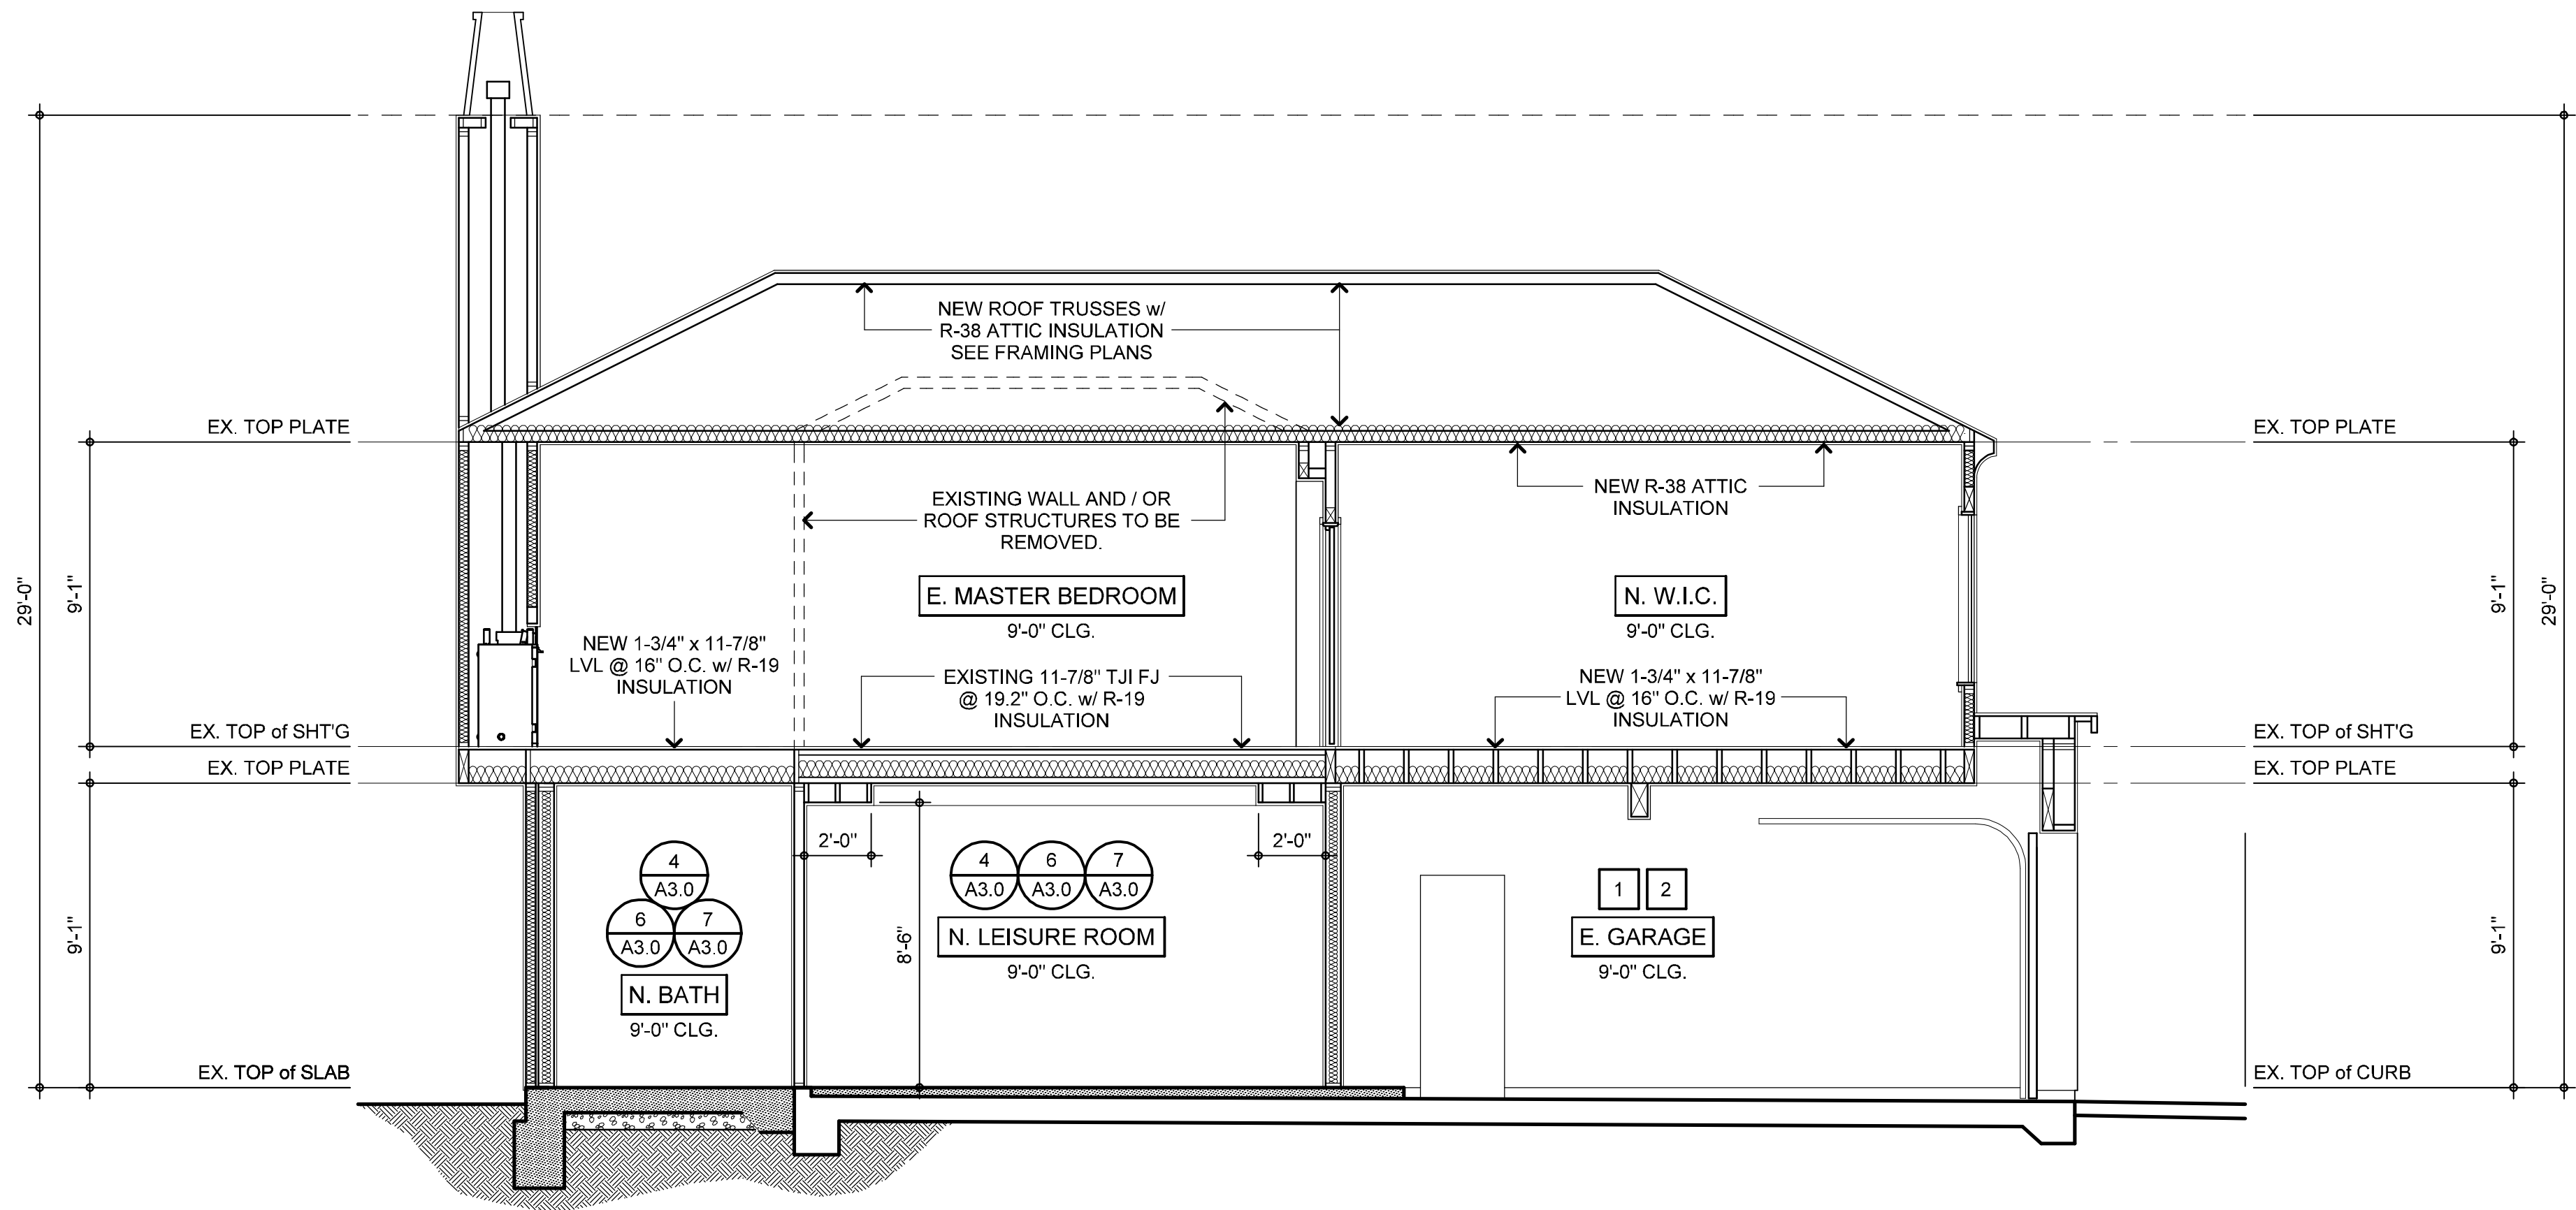 NEW ROOF TRUSSES w/
R-38 ATTIC INSULATION
SEE FRAMING PLANS
EX. TOP PLATE
EX. TOP PLATE
NEW R-38 ATTIC
INSULATION
EXISTING WALL AND / OR
ROOF STRUCTURES TO BE
REMOVED.
29'-0"
9'-1"
E. MASTER BEDROOM
9'-0" CLG.
N. W.I.C.
9'-0" CLG.
9'-1"
29'-0"
NEW 1-3/4" x 11-7/8"
LVL @ 16" O.C. w/ R-19
INSULATION
EXISTING 11-7/8" TJI FJ
@ 19.2" O.C. w/ R-19
INSULATION
NEW 1-3/4" x 11-7/8"
LVL @ 16" O.C. w/ R-19
INSULATION
EX. TOP of SHT'G
EX. TOP of SHT'G
EX. TOP PLATE
EX. TOP PLATE
2'-0"
2'-0"
4
A3.0
6
A3.0
7
A3.0
N. BATH
9'-0" CLG.
4
A3.0
6
A3.0
7
A3.0
N. LEISURE ROOM
9'-0" CLG.
8'-6"
1 2
E. GARAGE
9'-0" CLG.
9'-1"
9'-1"
EX. TOP of SLAB
EX. TOP of CURB